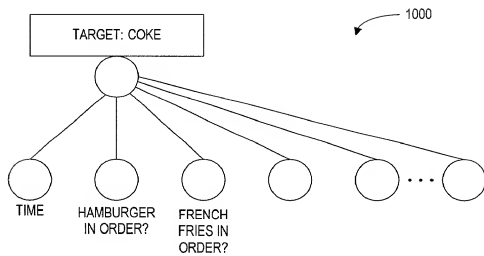 1000
TARGET: COKE
TIME
HAMBURGER
IN ORDER?
FRENCH
FRIES IN
ORDER?